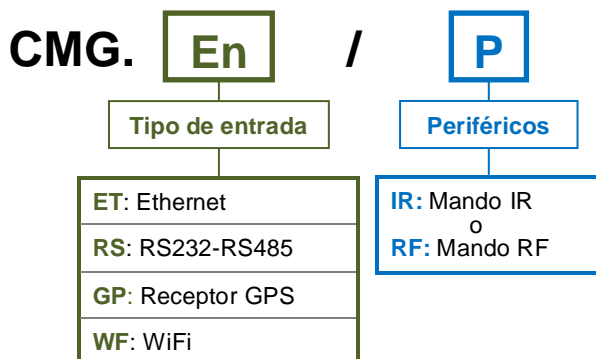 CMG. En / P
Tipo de entrada
Periféricos
ET: Ethernet
RS: RS232-RS485
GP: Receptor GPS
WF: WiFi
IR: Mando IR
o
RF: Mando RF